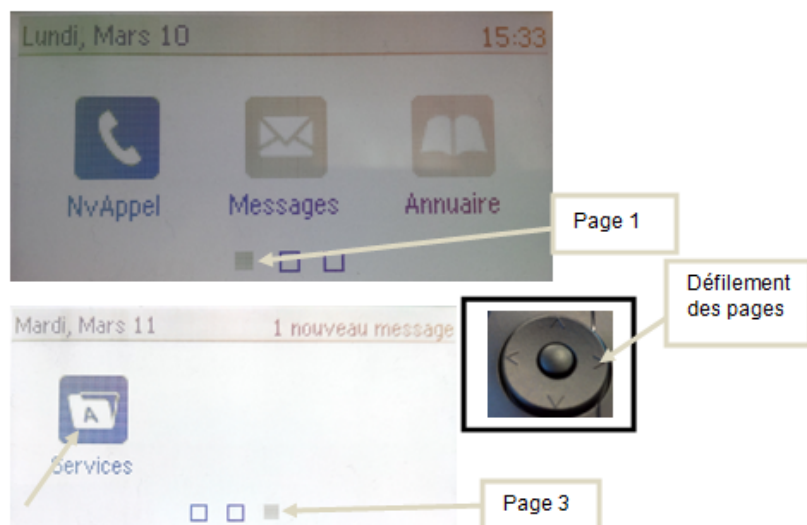 Lundi, Mars 10 15:33
NvAppel Messages Annuaire
Page 1
Défilement
des pages
Mardi, Mars 11 1 nouveau message
A
Services
Page 3